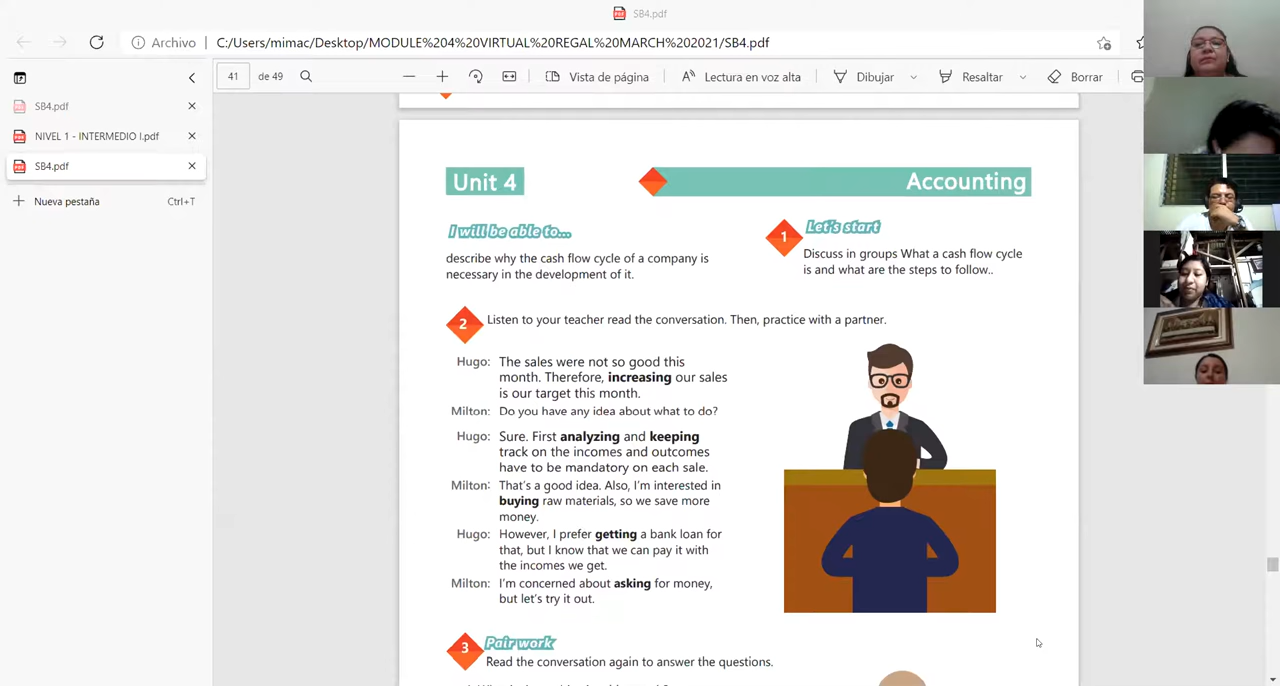 SB4.pdf
Archivo
C:/Users/mimac/Desktop/MODULE%204%20VIRTUAL%20REGAL%20MARCH%202021/SB4.pdf
41 de 49
Vista de página
Lectura en voz alta
Dibujar
Resaltar
Borrar
SB4.pdf
NIVEL 1 - INTERMEDIO I.pdf
SB4.pdf
Nueva pestaña Ctrl+T
Unit 4
Accounting
I will be able to...
describe why the cash flow cycle of a company is
necessary in the development of it.
1 Let's start
Discuss in groups What a cash flow cycle
is and what are the steps to follow..
2 Listen to your teacher read the conversation. Then, practice with a partner.
Hugo: The sales were not so good this
month. Therefore, increasing our sales
is our target this month.
Milton: Do you have any idea about what to do?
Hugo: Sure. First analyzing and keeping
track on the incomes and outcomes
have to be mandatory on each sale.
Milton: That's a good idea. Also, I'm interested in
buying raw materials, so we save more
money.
Hugo: However, I prefer getting a bank loan for
that, but I know that we can pay it with
the incomes we get.
Milton: I'm concerned about asking for money,
but let's try it out.
3 Pair work
Read the conversation again to answer the questions.